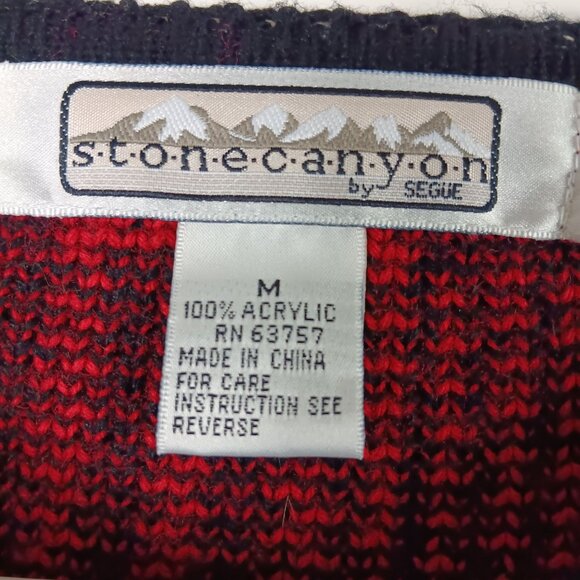 s·t·o·n·e·c·a·n·y·o·n
by SEGUE
M
100% ACRYLIC
RN 63757
MADE IN CHINA
FOR CARE
INSTRUCTION SEE
REVERSE